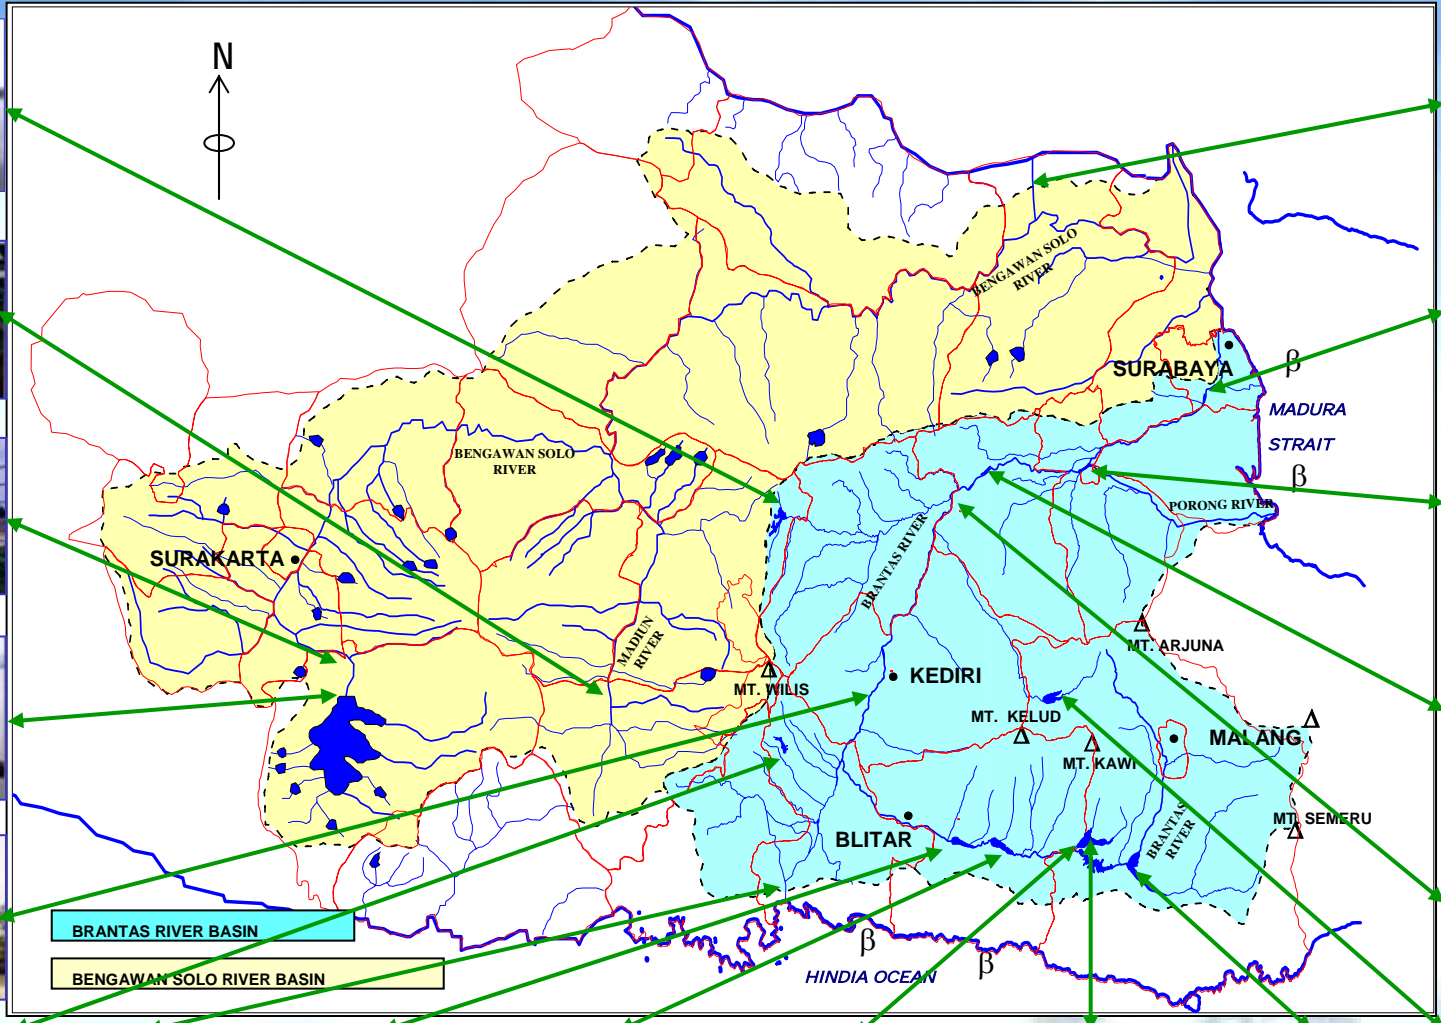 N
BENGAWAN SOLO
RIVER
SURABAYA
β
MADURA
STRAIT
β
BENGAWAN SOLO
RIVER
PORONG RIVER
SURAKARTA
BRANTAS RIVER
MADIUN
RIVER
MT. ARJUNA
KEDIRI
MT. WILIS
MT. KELUD
MALANG
MT. KAWI
MT. SEMERU
BLITAR
BRANTAS
RIVER
BRANTAS RIVER BASIN
β
β
HINDIA OCEAN
BENGAWAN SOLO RIVER BASIN